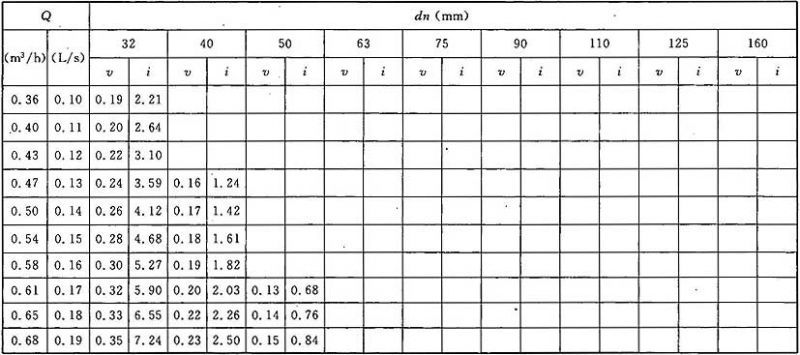 Q dn (mm)
(m³/h) (L/s) 32 40 50 63 75 90 110 125 160
v i v i v i v i v i v i v i v i v i
0.36 0.10 0.19 2.21
0.40 0.11 0.20 2.64
0.43 0.12 0.22 3.10
0.47 0.13 0.24 3.59 0.16 1.24
0.50 0.14 0.26 4.12 0.17 1.42
0.54 0.15 0.28 4.68 0.18 1.61
0.58 0.16 0.30 5.27 0.19 1.82
0.61 0.17 0.32 5.90 0.20 2.03 0.13 0.68
0.65 0.18 0.33 6.55 0.22 2.26 0.14 0.76
0.68 0.19 0.35 7.24 0.23 2.50 0.15 0.84